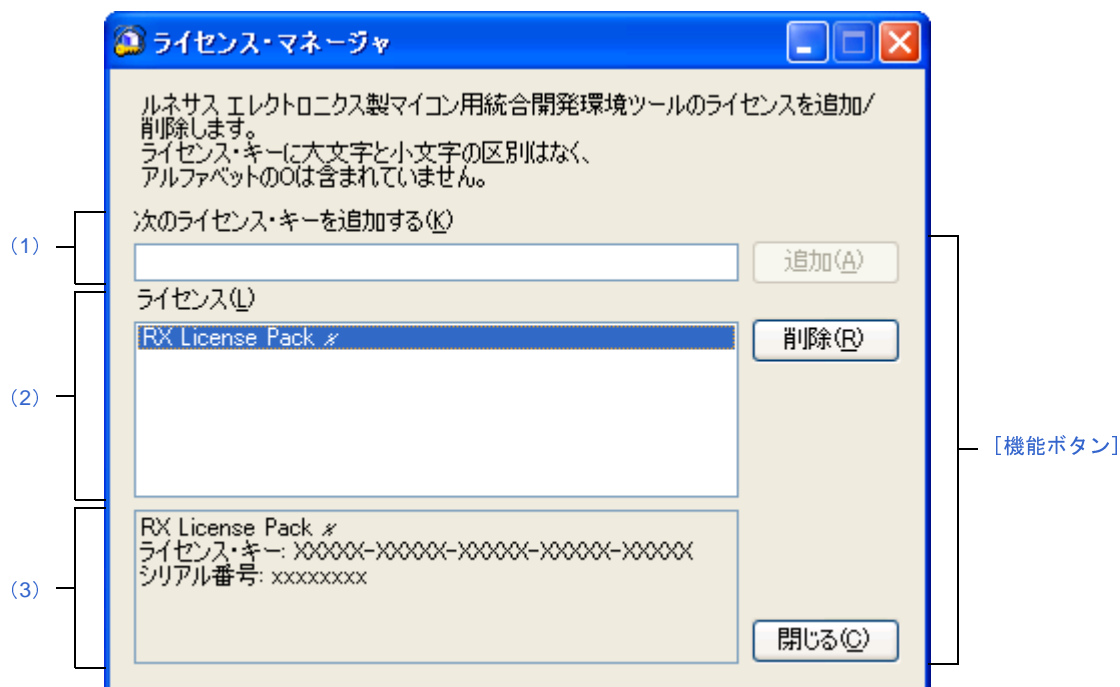 ライセンス・マネージャ
ルネサス エレクトロニクス製マイコン用統合開発環境ツールのライセンスを追加/
削除します。
ライセンス・キーに大文字と小文字の区別はなく、
アルファベットのOは含まれていません。
次のライセンス・キーを追加する(K)
(1)
追加(A)
ライセンス(L)
RX License Pack x
削除(R)
(2)
[機能ボタン]
RX License Pack x
ライセンス・キー: XXXXX-XXXXX-XXXXX-XXXXX-XXXXX
シリアル番号: xxxxxxxx
(3)
閉じる(C)